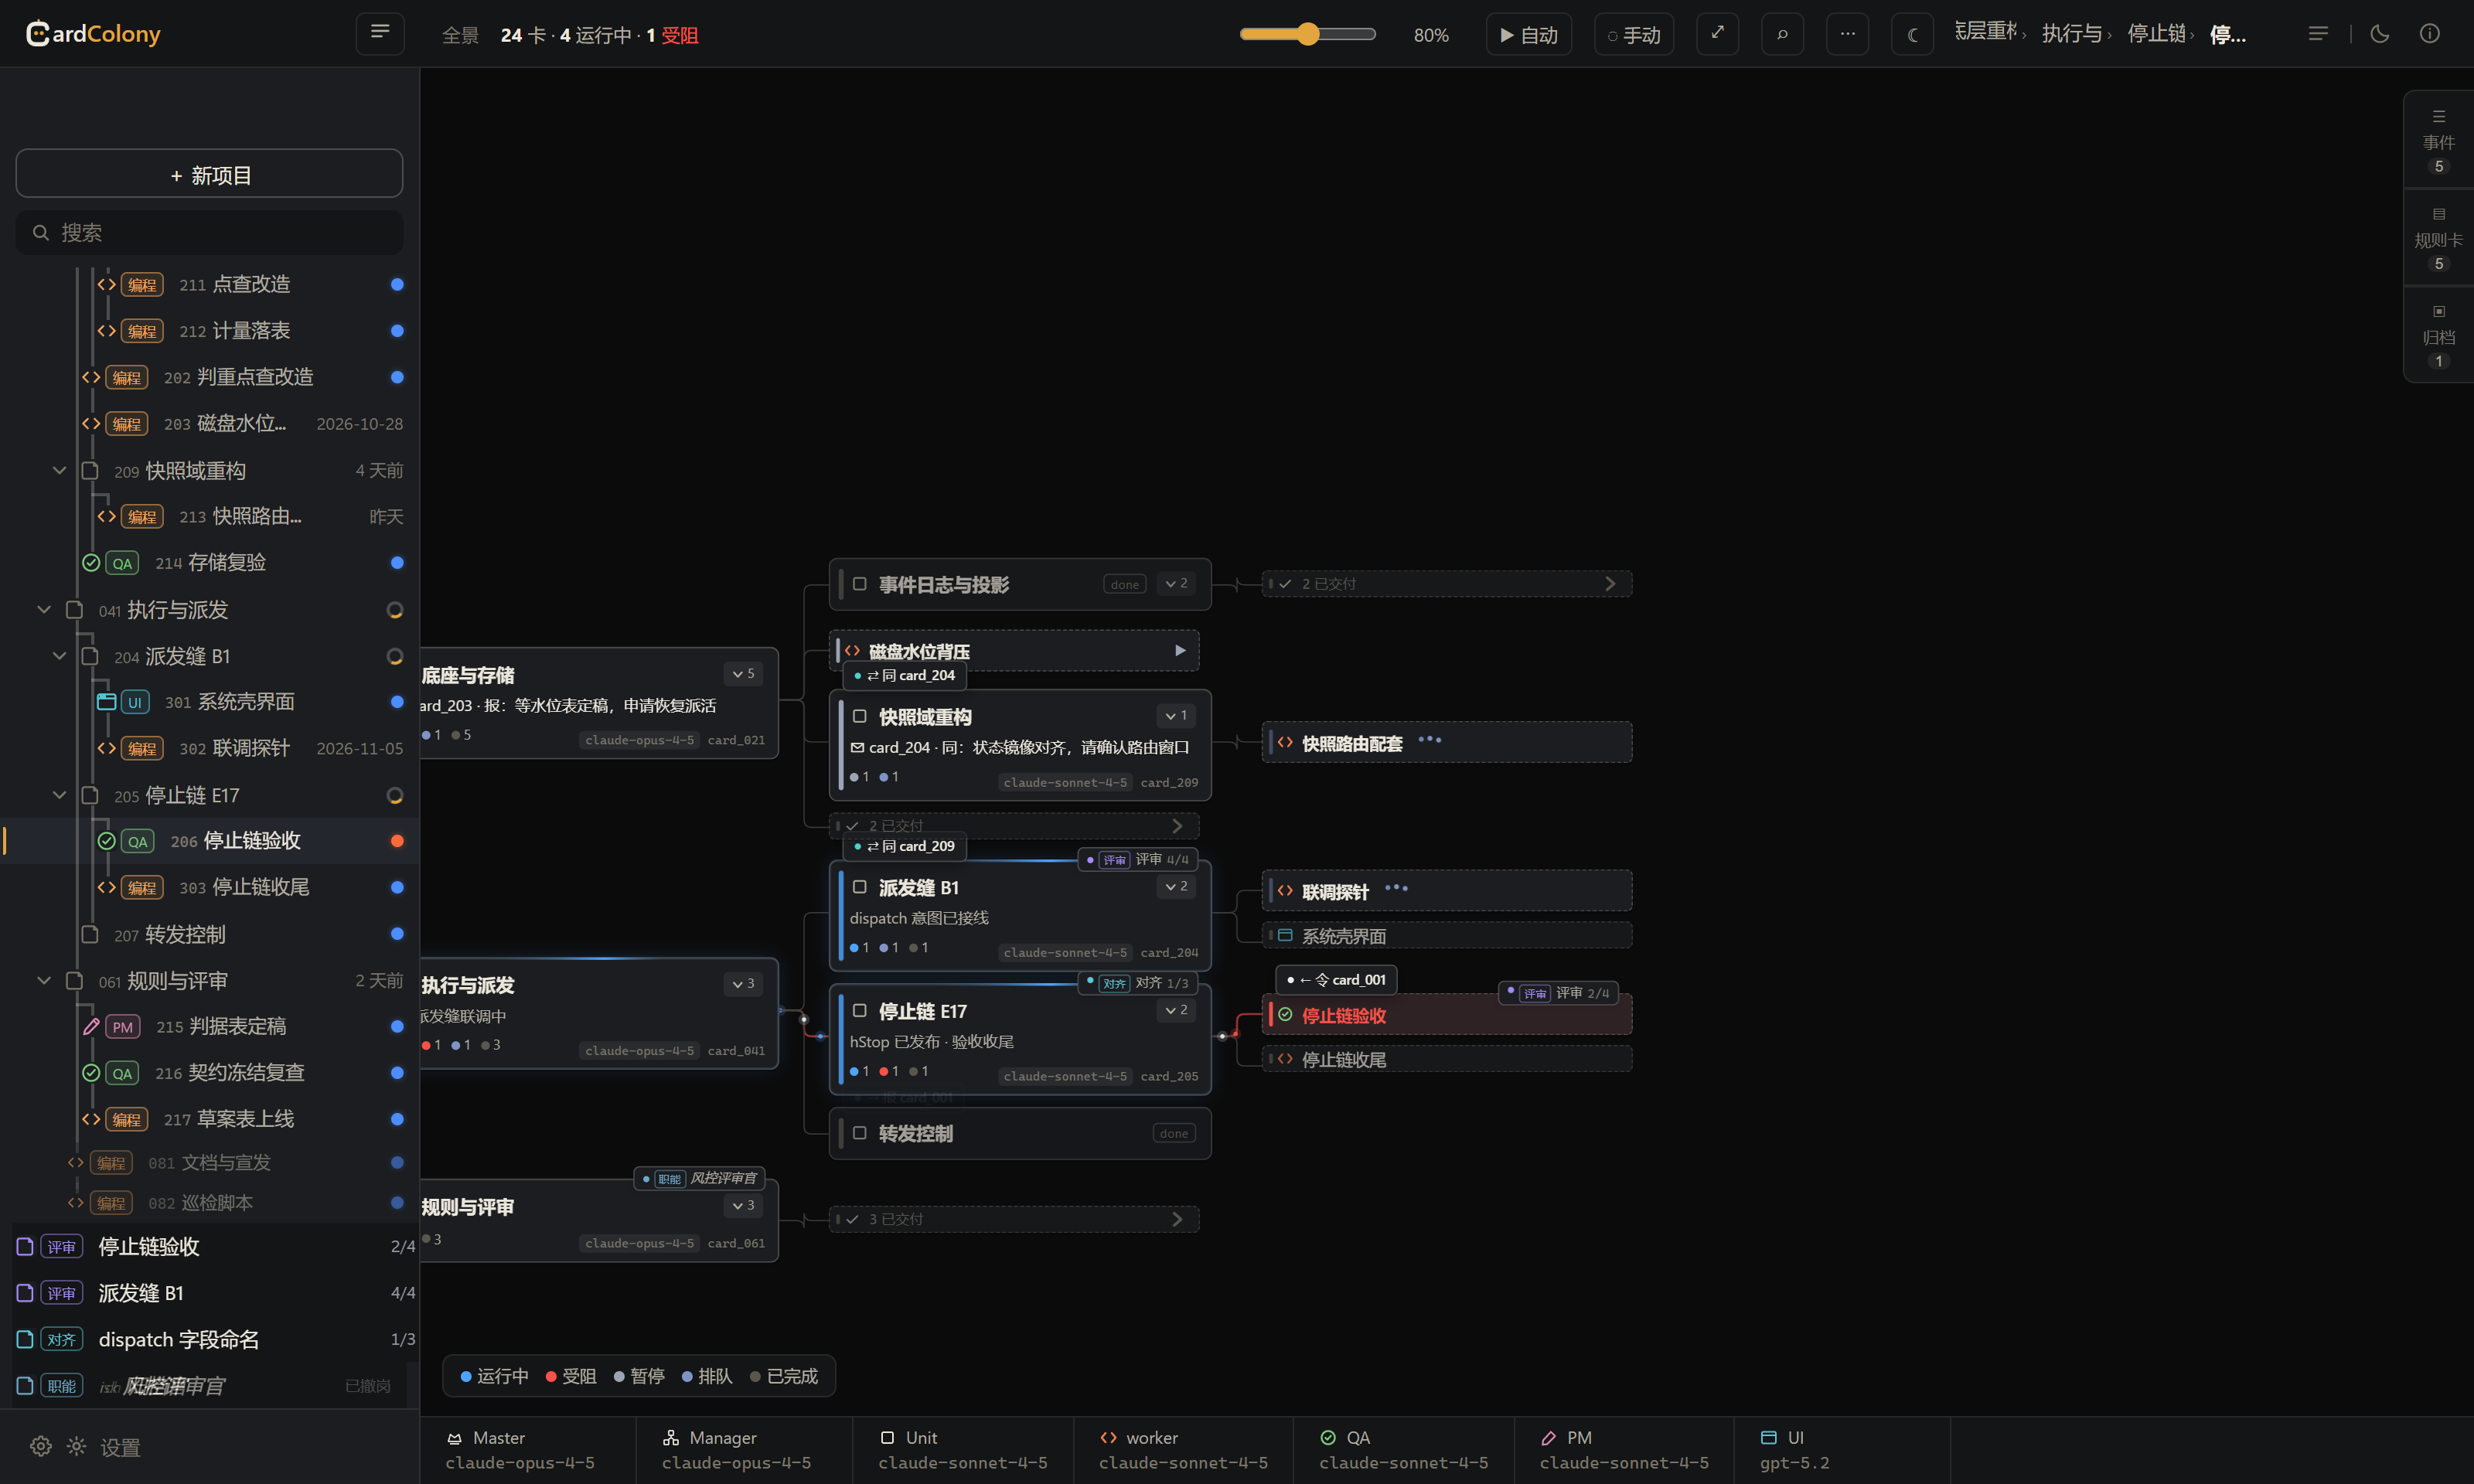 CardColony
全景 24 卡 · 4 运行中 · 1 受阻
80%
▶ 自动
手动
底层重构 › 执行与 › 停止链 › 停...
+ 新项目
搜索
编程 211 点查改造
编程 212 计量落表
编程 202 判重点查改造
编程 203 磁盘水位... 2026-10-28
209 快照域重构 4 天前
编程 213 快照路由... 昨天
QA 214 存储复验
041 执行与派发
204 派发缝 B1
UI 301 系统壳界面
编程 302 联调探针 2026-11-05
205 停止链 E17
QA 206 停止链验收
编程 303 停止链收尾
207 转发控制
061 规则与评审 2 天前
PM 215 判据表定稿
QA 216 契约冻结复查
编程 217 草案表上线
编程 081 文档与宣发
编程 082 巡检脚本
评审 停止链验收 2/4
评审 派发缝 B1 4/4
对齐 dispatch 字段命名 1/3
职能 风控评审官 已撤岗
设置
底座与存储 5
ard_203 · 报：等水位表定稿，申请恢复派活
1 5 claude-opus-4-5 card_021
执行与派发 3
派发缝联调中
1 1 3 claude-opus-4-5 card_041
职能 风控评审官
规则与评审 3
3 claude-opus-4-5 card_061
事件日志与投影 done 2
磁盘水位背压
⇄ 同 card_204
快照域重构 1
card_204 · 同：状态镜像对齐，请确认路由窗口
1 1 claude-sonnet-4-5 card_209
2 已交付
⇄ 同 card_209
评审 评审 4/4
派发缝 B1 2
dispatch 意图已接线
1 1 1 claude-sonnet-4-5 card_204
对齐 对齐 1/3
停止链 E17 2
hStop 已发布 · 验收收尾
1 1 1 claude-sonnet-4-5 card_205
→ 报 card_001
转发控制 done
3 已交付
2 已交付
快照路由配套
联调探针
系统壳界面
← 令 card_001
评审 评审 2/4
停止链验收
停止链收尾
事件
5
规则卡
5
归档
1
运行中 受阻 暂停 排队 已完成
Master
claude-opus-4-5
Manager
claude-opus-4-5
Unit
claude-sonnet-4-5
worker
claude-sonnet-4-5
QA
claude-sonnet-4-5
PM
claude-sonnet-4-5
UI
gpt-5.2